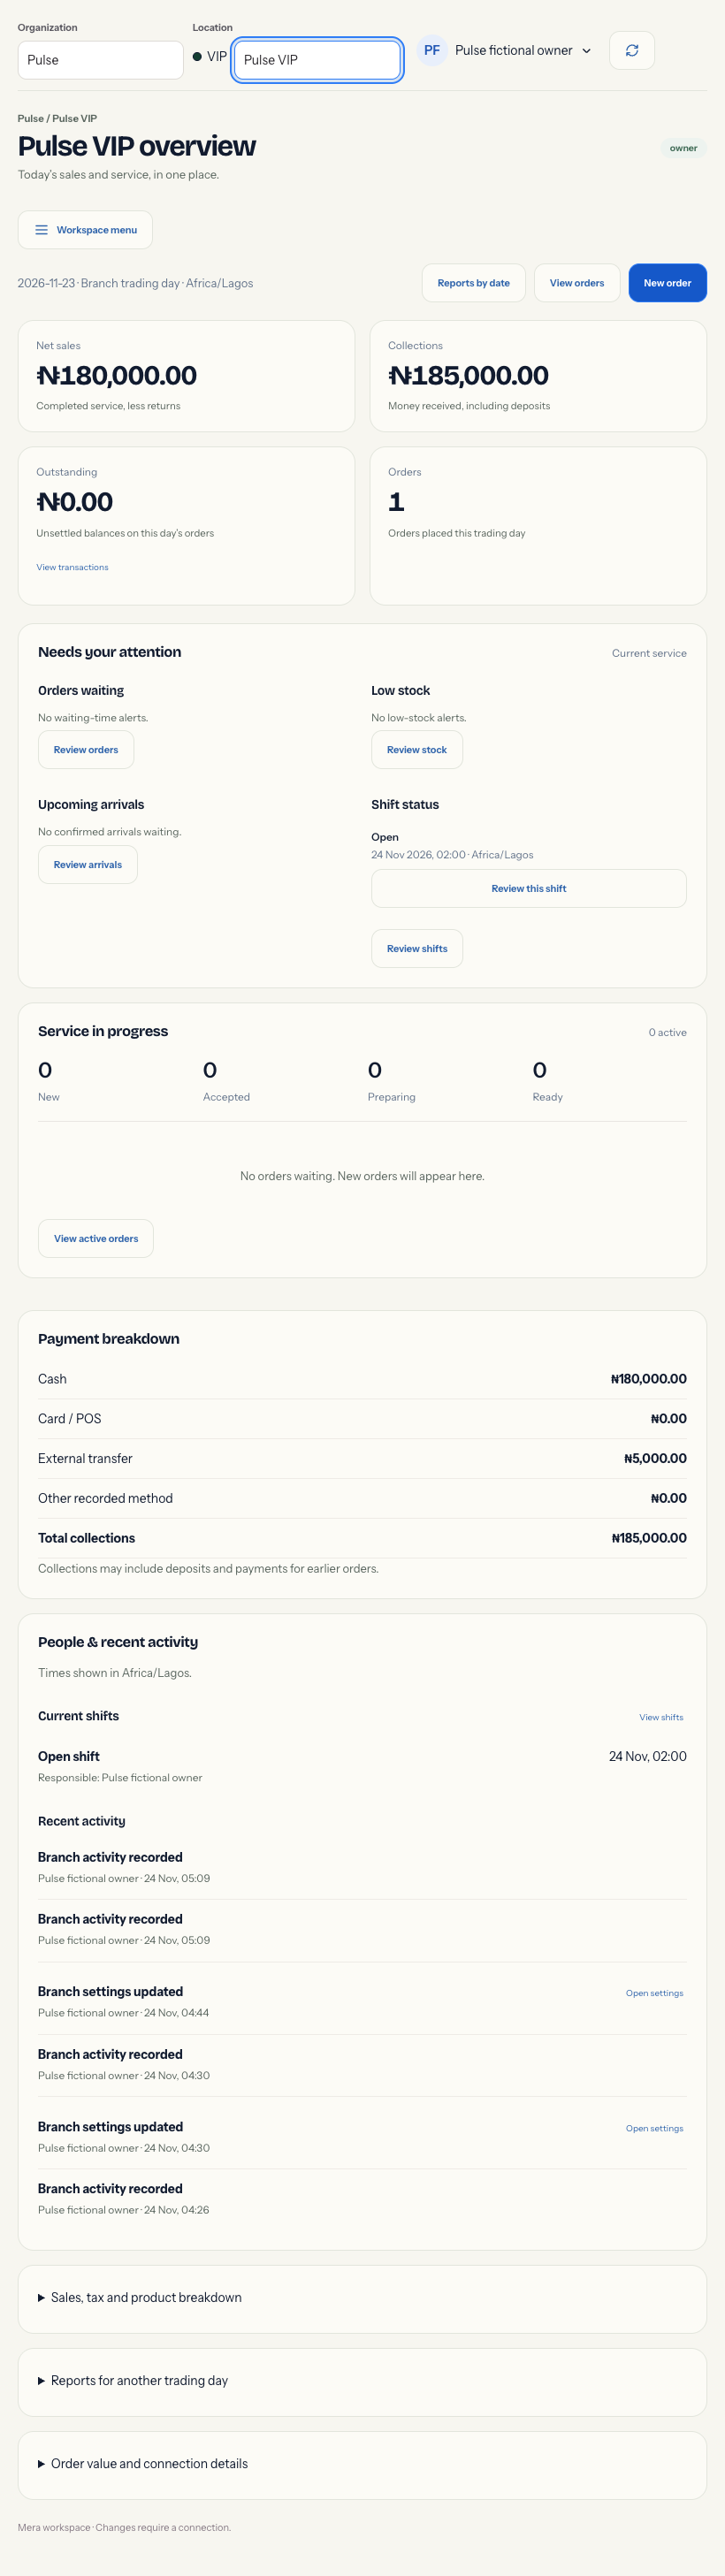 Organization
Location
Pulse
VIP
Pulse VIP
PF
Pulse fictional owner
Pulse / Pulse VIP
Pulse VIP overview
owner
Today's sales and service, in one place.
Workspace menu
2026-11-23 · Branch trading day · Africa/Lagos
Reports by date
View orders
New order
Net sales
₦180,000.00
Completed service, less returns
Collections
₦185,000.00
Money received, including deposits
Outstanding
₦0.00
Unsettled balances on this day's orders
View transactions
Orders
1
Orders placed this trading day
Needs your attention
Current service
Orders waiting
No waiting-time alerts.
Review orders
Low stock
No low-stock alerts.
Review stock
Upcoming arrivals
No confirmed arrivals waiting.
Review arrivals
Shift status
Open
24 Nov 2026, 02:00 · Africa/Lagos
Review this shift
Review shifts
Service in progress
0 active
0
New
0
Accepted
0
Preparing
0
Ready
No orders waiting. New orders will appear here.
View active orders
Payment breakdown
Cash ₦180,000.00
Card / POS ₦0.00
External transfer ₦5,000.00
Other recorded method ₦0.00
Total collections ₦185,000.00
Collections may include deposits and payments for earlier orders.
People & recent activity
Times shown in Africa/Lagos.
Current shifts
View shifts
Open shift 24 Nov, 02:00
Responsible: Pulse fictional owner
Recent activity
Branch activity recorded
Pulse fictional owner · 24 Nov, 05:09
Branch activity recorded
Pulse fictional owner · 24 Nov, 05:09
Branch settings updated
Open settings
Pulse fictional owner · 24 Nov, 04:44
Branch activity recorded
Pulse fictional owner · 24 Nov, 04:30
Branch settings updated
Open settings
Pulse fictional owner · 24 Nov, 04:30
Branch activity recorded
Pulse fictional owner · 24 Nov, 04:26
Sales, tax and product breakdown
Reports for another trading day
Order value and connection details
Mera workspace · Changes require a connection.